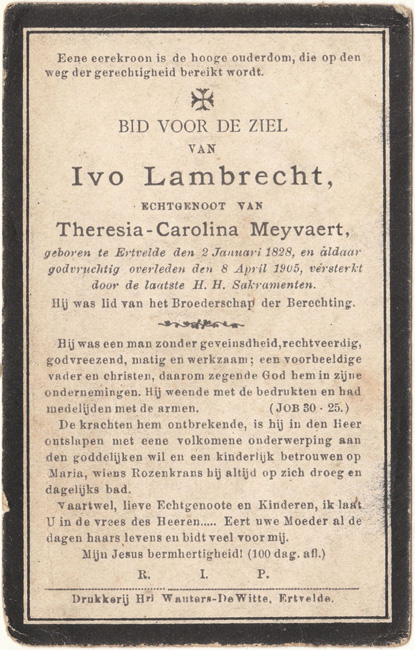 Eene eerekroon is de hooge ouderdom, die op den
weg der gerechtigheid bereikt wordt.
BID VOOR DE ZIEL
VAN
Ivo Lambrecht,
ECHTGENOOT VAN
Theresia-Carolina Meyvaert,
geboren te Ertvelde den 2 Januari 1828, en àldaar
godvruchtig overleden den 8 April 1905, versterkt
door de laatste H. H. Sakramenten.
Hij was lid van het Broederschap der Berechting.
Hij was een man zonder geveinsdheid, rechtveerdig,
godvreezend, matig en werkzaam; een voorbeeldige
vader en christen, daarom zegende God hem in zijne
ondernemingen. Hij weende met de bedrukten en had
medelijden met de armen. (JOB 30-25.)
De krachten hem ontbrekende, is hij in den Heer
ontslapen met eene volkomene onderwerping aan
den goddelijken wil en een kinderlijk betrouwen op
Maria, wiens Rozenkrans hij altijd op zich droeg en
dagelijks bad.
Vaartwel, lieve Echtgenoote en Kinderen, ik laat
U in de vrees des Heeren..... Eert uwe Moeder al de
dagen haars levens en bidt veel voor mij.
Mijn Jesus bermhertigheid! (100 dag. afl.)
R. I. P.
Drukkerij Hri Wauters-De Witte, Ertvelde.